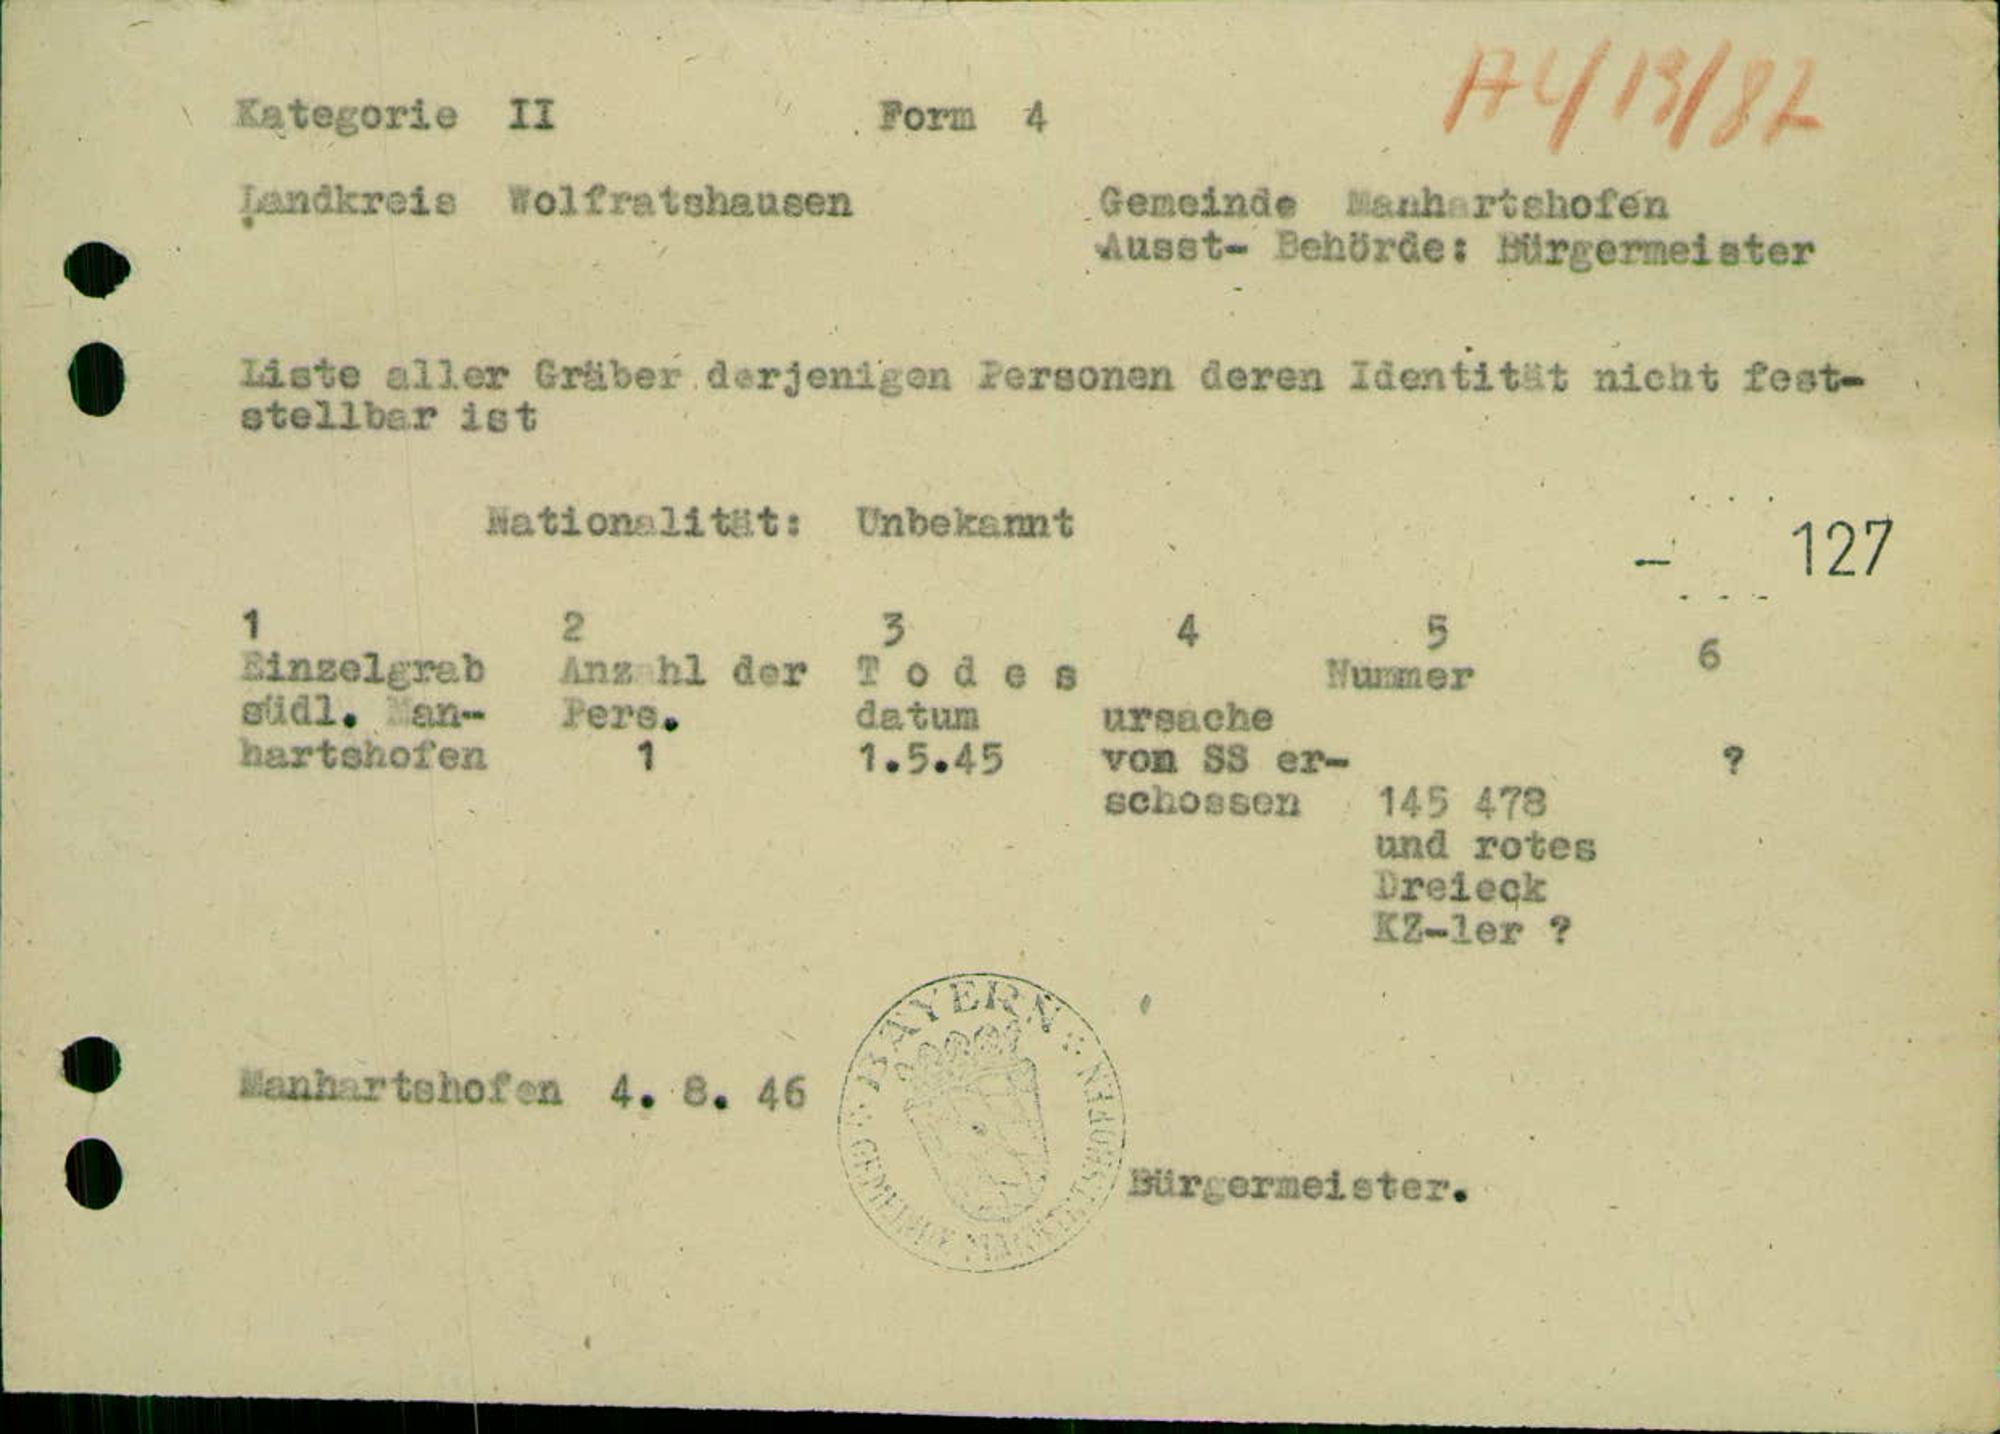 A4/13/82
Kategorie II Form 4
Landkreis Wolfratshausen Gemeinde Manhartshofen
Ausst- Behörde: Bürgermeister
Liste aller Gräber derjenigen Personen deren Identität nicht fest-
stellbar ist
Nationalität: Unbekannt
127
1 2 3 4 5 6
Einzelgrab Anzahl der T o d e s Nummer
südl. Man- Pers. datum ursache
hartshofen 1 1.5.45 von SS er- ?
schossen 145 478
und rotes
Dreieck
KZ-ler ?
BAYERN
GEMEINDE MANHARTSHOFEN
Manhartshofen 4. 8. 46
Bürgermeister.